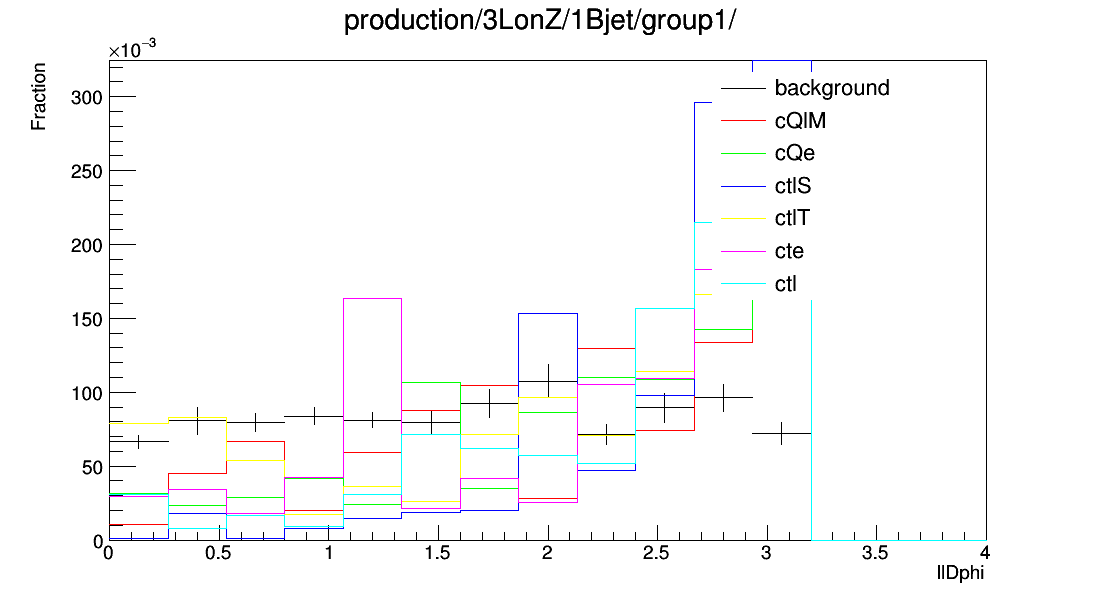 production/3LonZ/1Bjet/group1/
×10⁻³
Fraction
300
250
200
150
100
50
0
background
cQlM
cQe
ctlS
ctlT
cte
ctl
0 0.5 1 1.5 2 2.5 3 3.5 4
llDphi